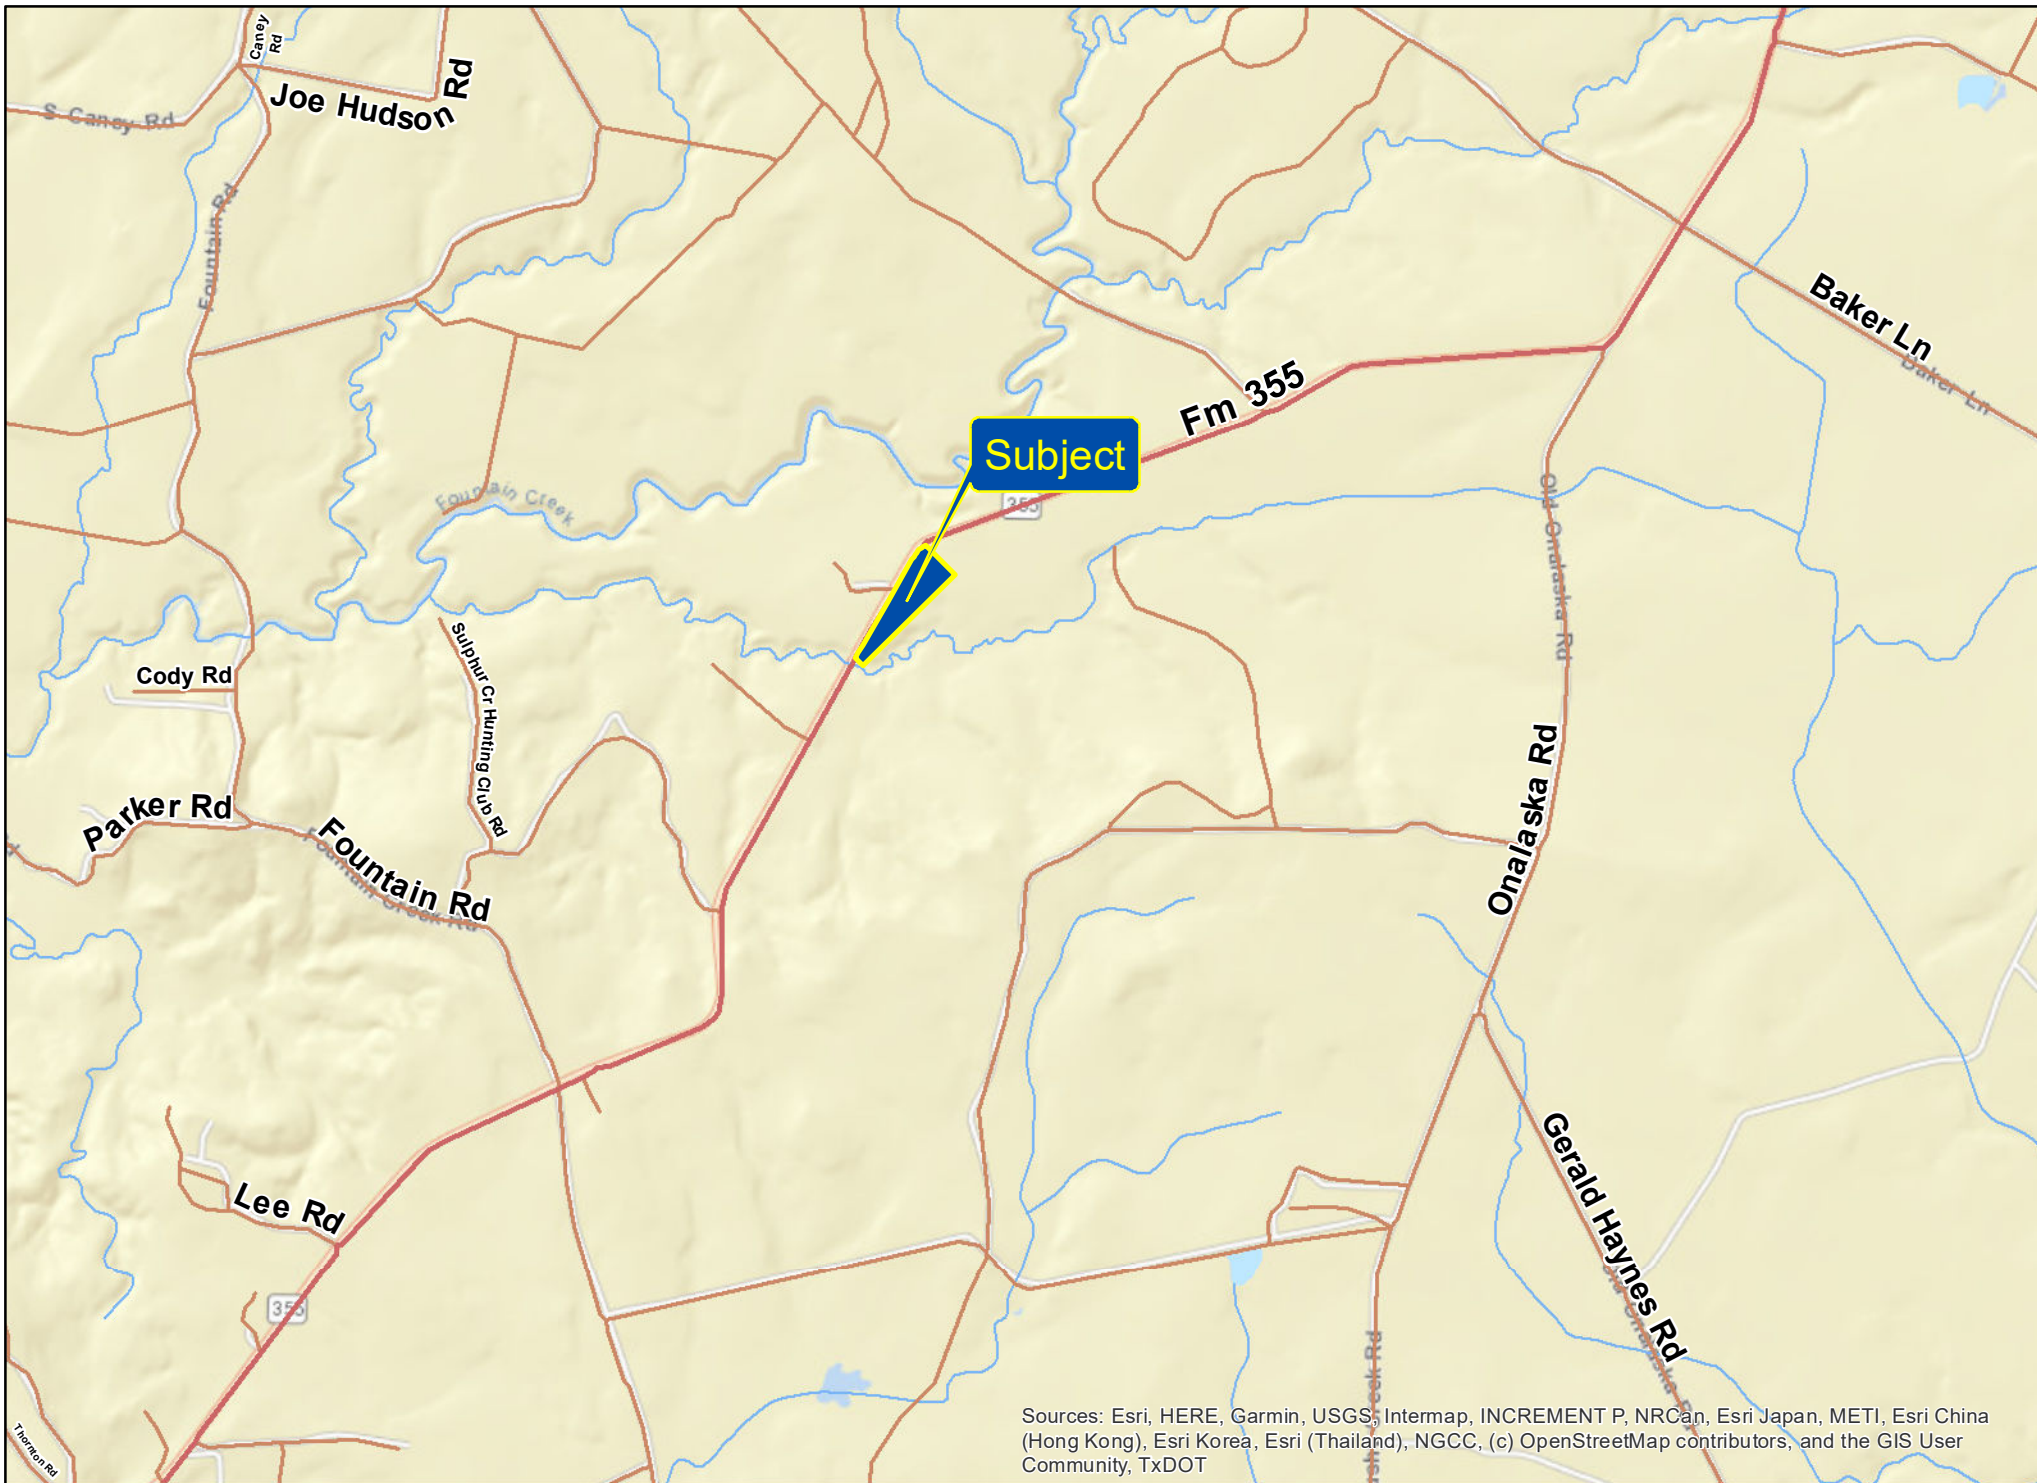 Caney
Rd
Joe Hudson Rd
S Caney Rd
Fountain Rd
Baker Ln
Baker Ln
Fm 355
Subject
355
Fountain Creek
Old Onalaska Rd
Sulphur Cr Hunting Club Rd
Cody Rd
Onalaska Rd
Parker Rd
Fountain Rd
Fountain Creek Rd
Gerald Haynes Rd
Lee Rd
355
Creek Rd
Thornton Rd
Sources: Esri, HERE, Garmin, USGS, Intermap, INCREMENT P, NRCan, Esri Japan, METI, Esri China
(Hong Kong), Esri Korea, Esri (Thailand), NGCC, (c) OpenStreetMap contributors, and the GIS User
Community, TxDOT